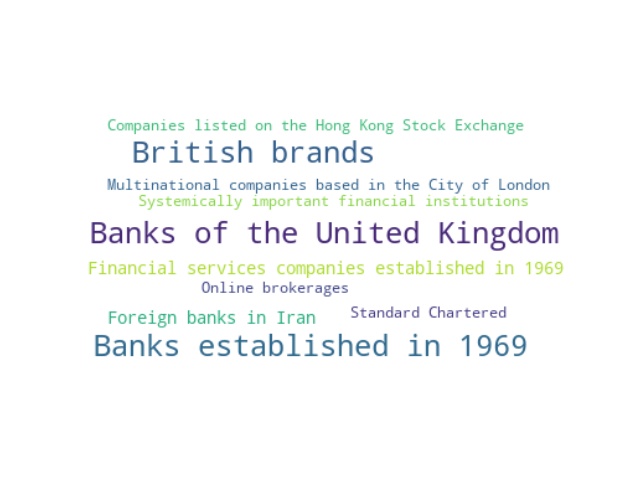 Companies listed on the Hong Kong Stock Exchange
British brands
Multinational companies based in the City of London
Systemically important financial institutions
Banks of the United Kingdom
Financial services companies established in 1969
Online brokerages
Foreign banks in Iran
Standard Chartered
Banks established in 1969